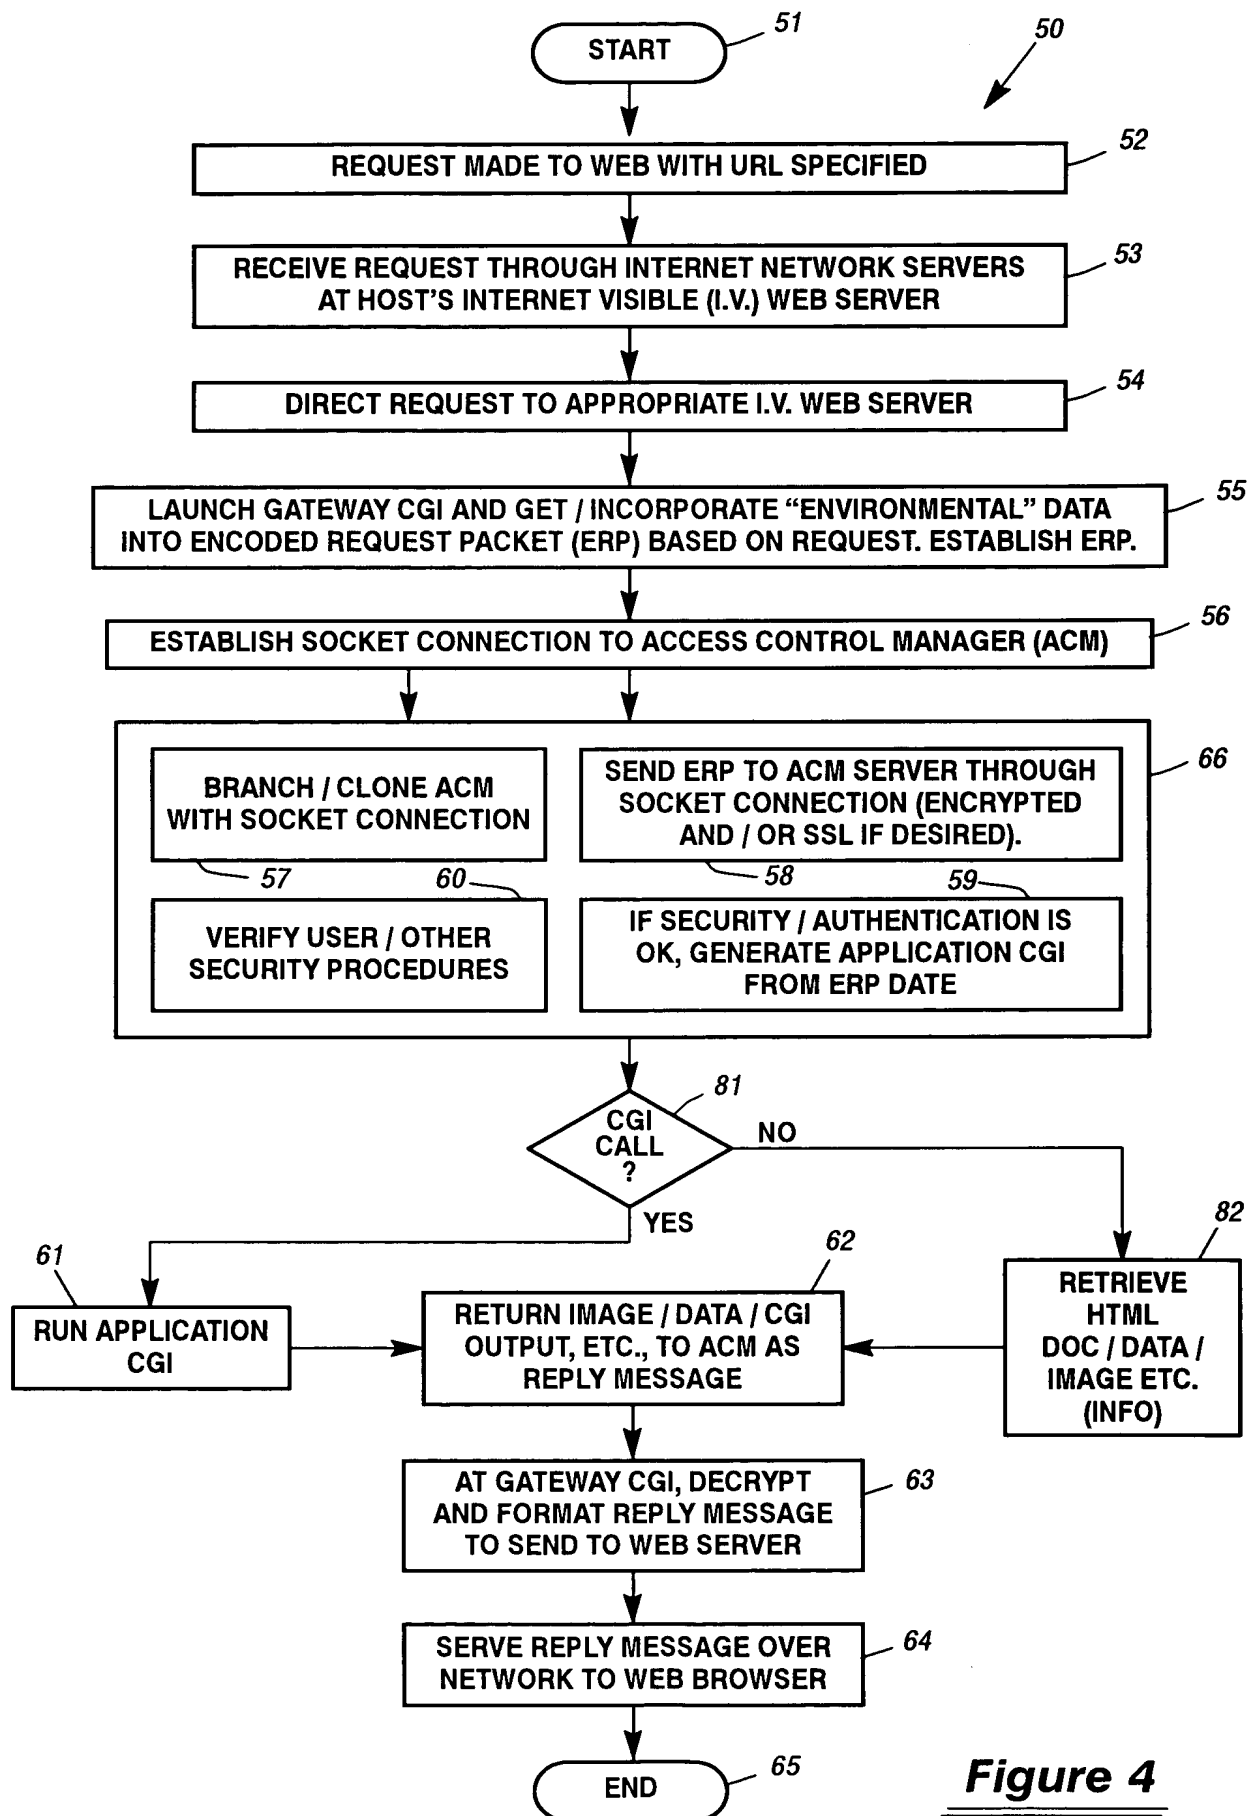 START
51
50
REQUEST MADE TO WEB WITH URL SPECIFIED
52
RECEIVE REQUEST THROUGH INTERNET NETWORK SERVERS
AT HOST'S INTERNET VISIBLE (I.V.) WEB SERVER
53
DIRECT REQUEST TO APPROPRIATE I.V. WEB SERVER
54
LAUNCH GATEWAY CGI AND GET / INCORPORATE “ENVIRONMENTAL” DATA
INTO ENCODED REQUEST PACKET (ERP) BASED ON REQUEST. ESTABLISH ERP.
55
ESTABLISH SOCKET CONNECTION TO ACCESS CONTROL MANAGER (ACM)
56
BRANCH / CLONE ACM
WITH SOCKET CONNECTION
57
SEND ERP TO ACM SERVER THROUGH
SOCKET CONNECTION (ENCRYPTED
AND / OR SSL IF DESIRED).
58
66
60
VERIFY USER / OTHER
SECURITY PROCEDURES
59
IF SECURITY / AUTHENTICATION IS
OK, GENERATE APPLICATION CGI
FROM ERP DATE
81
CGI
CALL
?
NO
YES
61
RUN APPLICATION
CGI
62
RETURN IMAGE / DATA / CGI
OUTPUT, ETC., TO ACM AS
REPLY MESSAGE
82
RETRIEVE
HTML
DOC / DATA /
IMAGE ETC.
(INFO)
AT GATEWAY CGI, DECRYPT
AND FORMAT REPLY MESSAGE
TO SEND TO WEB SERVER
63
SERVE REPLY MESSAGE OVER
NETWORK TO WEB BROWSER
64
END
65
Figure 4